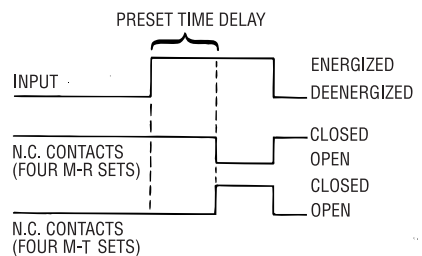 PRESET TIME DELAY
ENERGIZED
INPUT
DEENERGIZED
CLOSED
N.C. CONTACTS
(FOUR M-R SETS)
OPEN
CLOSED
OPEN
N.C. CONTACTS
(FOUR M-T SETS)